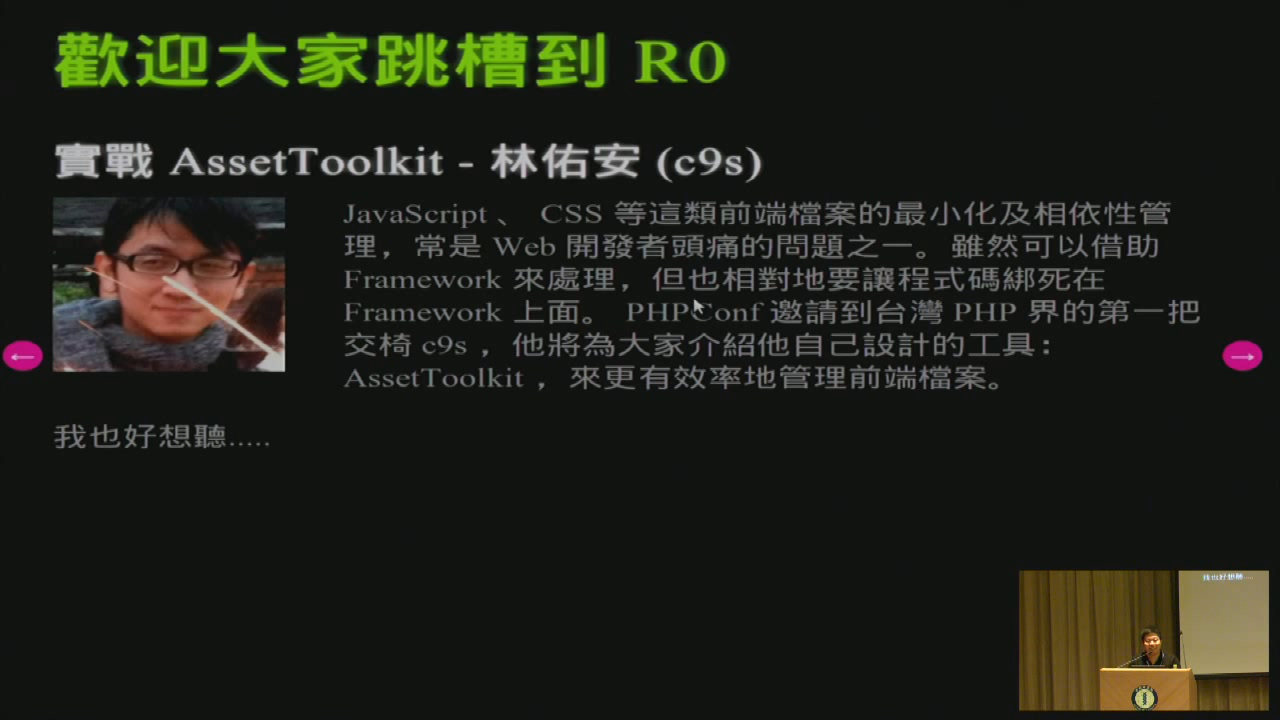 歡迎大家跳槽到 R0
實戰 AssetToolkit - 林佑安 (c9s)
JavaScript 、 CSS 等這類前端檔案的最小化及相依性管
理，常是 Web 開發者頭痛的問題之一。雖然可以借助
Framework 來處理，但也相對地要讓程式碼綁死在
Framework 上面。 PHPConf 邀請到台灣 PHP 界的第一把
交椅 c9s ，他將為大家介紹他自己設計的工具：
AssetToolkit ，來更有效率地管理前端檔案。
我也好想聽.....
我也好想聽.....